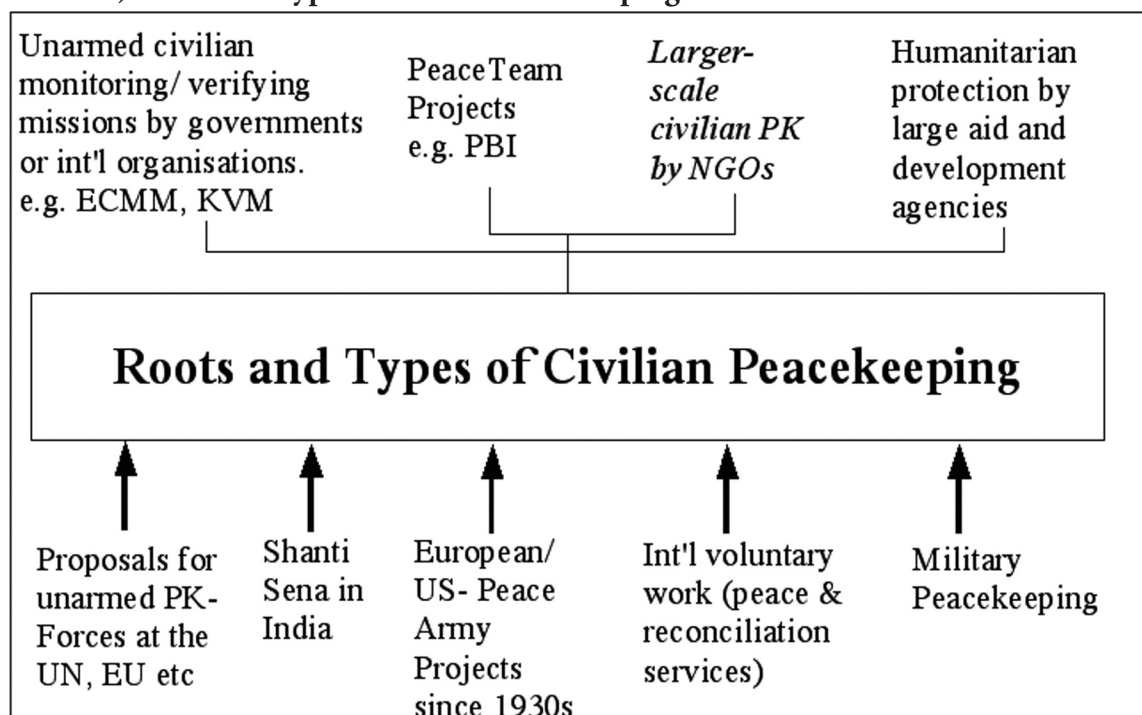 Unarmed civilian
monitoring/ verifying
missions by governments
or int'l organisations.
e.g. ECMM, KVM
PeaceTeam
Projects
e.g. PBI
Larger-
scale
civilian PK
by NGOs
Humanitarian
protection by
large aid and
development
agencies
Roots and Types of Civilian Peacekeeping
Proposals for
unarmed PK-
Forces at the
UN, EU etc
Shanti
Sena in
India
European/
US- Peace
Army
Projects
since 1930s
Int'l voluntary
work (peace &
reconciliation
services)
Military
Peacekeeping